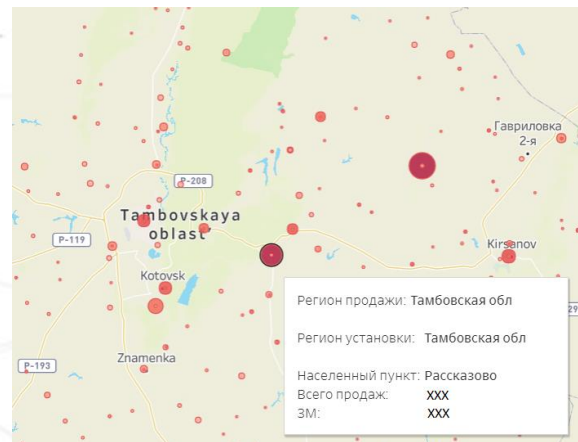 Гавриловка
2-я
P-208
Tambovskaya
oblast'
P-119
Kirsanov
Kotovsk
Znamenka
P-193
Регион продажи: Тамбовская обл
Регион установки: Тамбовская обл
Населенный пункт: Рассказово
Всего продаж: XXX
ЗМ: XXX
29